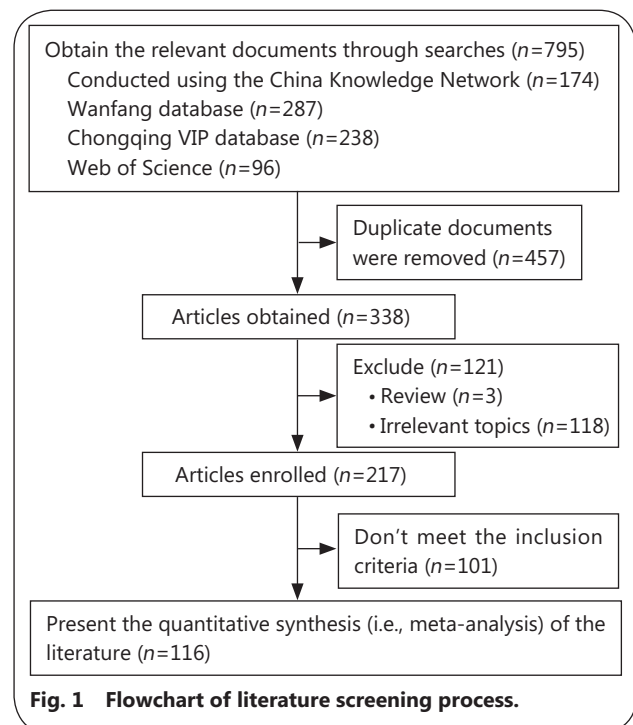 Obtain the relevant documents through searches (n=795)
Conducted using the China Knowledge Network (n=174)
Wanfang database (n=287)
Chongqing VIP database (n=238)
Web of Science (n=96)
Duplicate documents
were removed (n=457)
Articles obtained (n=338)
Exclude (n=121)
• Review (n=3)
• Irrelevant topics (n=118)
Articles enrolled (n=217)
Don't meet the inclusion
criteria (n=101)
Present the quantitative synthesis (i.e., meta-analysis) of the
literature (n=116)
Fig. 1 Flowchart of literature screening process.